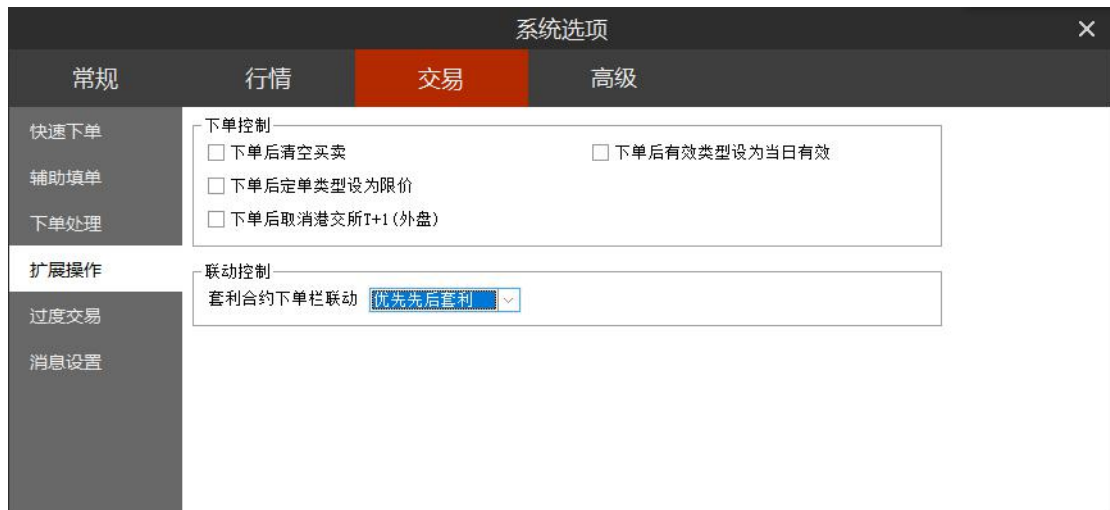 系统选项
常规 行情 交易 高级
快速下单
辅助填单
下单处理
扩展操作
过度交易
消息设置
下单控制
下单后清空买卖 下单后有效类型设为当日有效
下单后定单类型设为限价
下单后取消港交所T+1(外盘)
联动控制
套利合约下单栏联动 优先先后套利